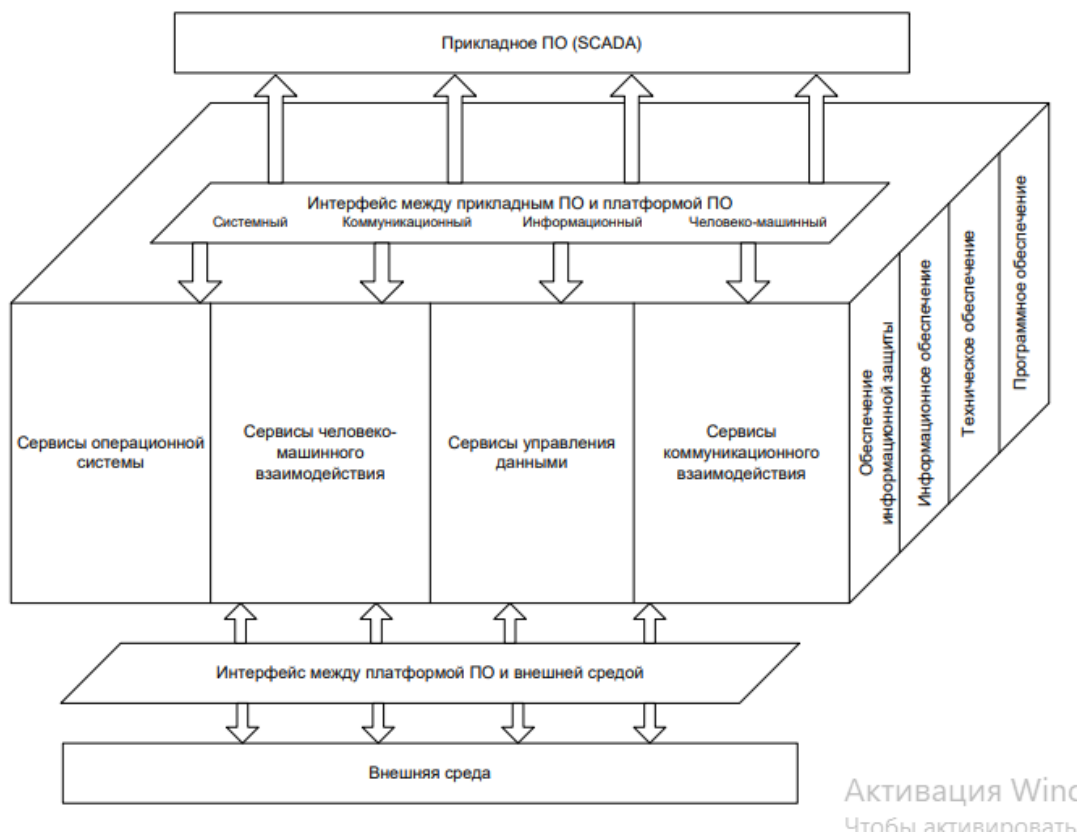 Прикладное ПО (SCADA)
Интерфейс между прикладным ПО и платформой ПО
Системный Коммуникационный Информационный Человеко-машинный
Сервисы операционной
системы
Сервисы человеко-
машинного
взаимодействия
Сервисы управления
данными
Сервисы
коммуникационного
взаимодействия
Обеспечение
информационной защиты
Информационное обеспечение
Техническое обеспечение
Программное обеспечение
Интерфейс между платформой ПО и внешней средой
Внешняя среда
Активация Wind
Чтобы активировать